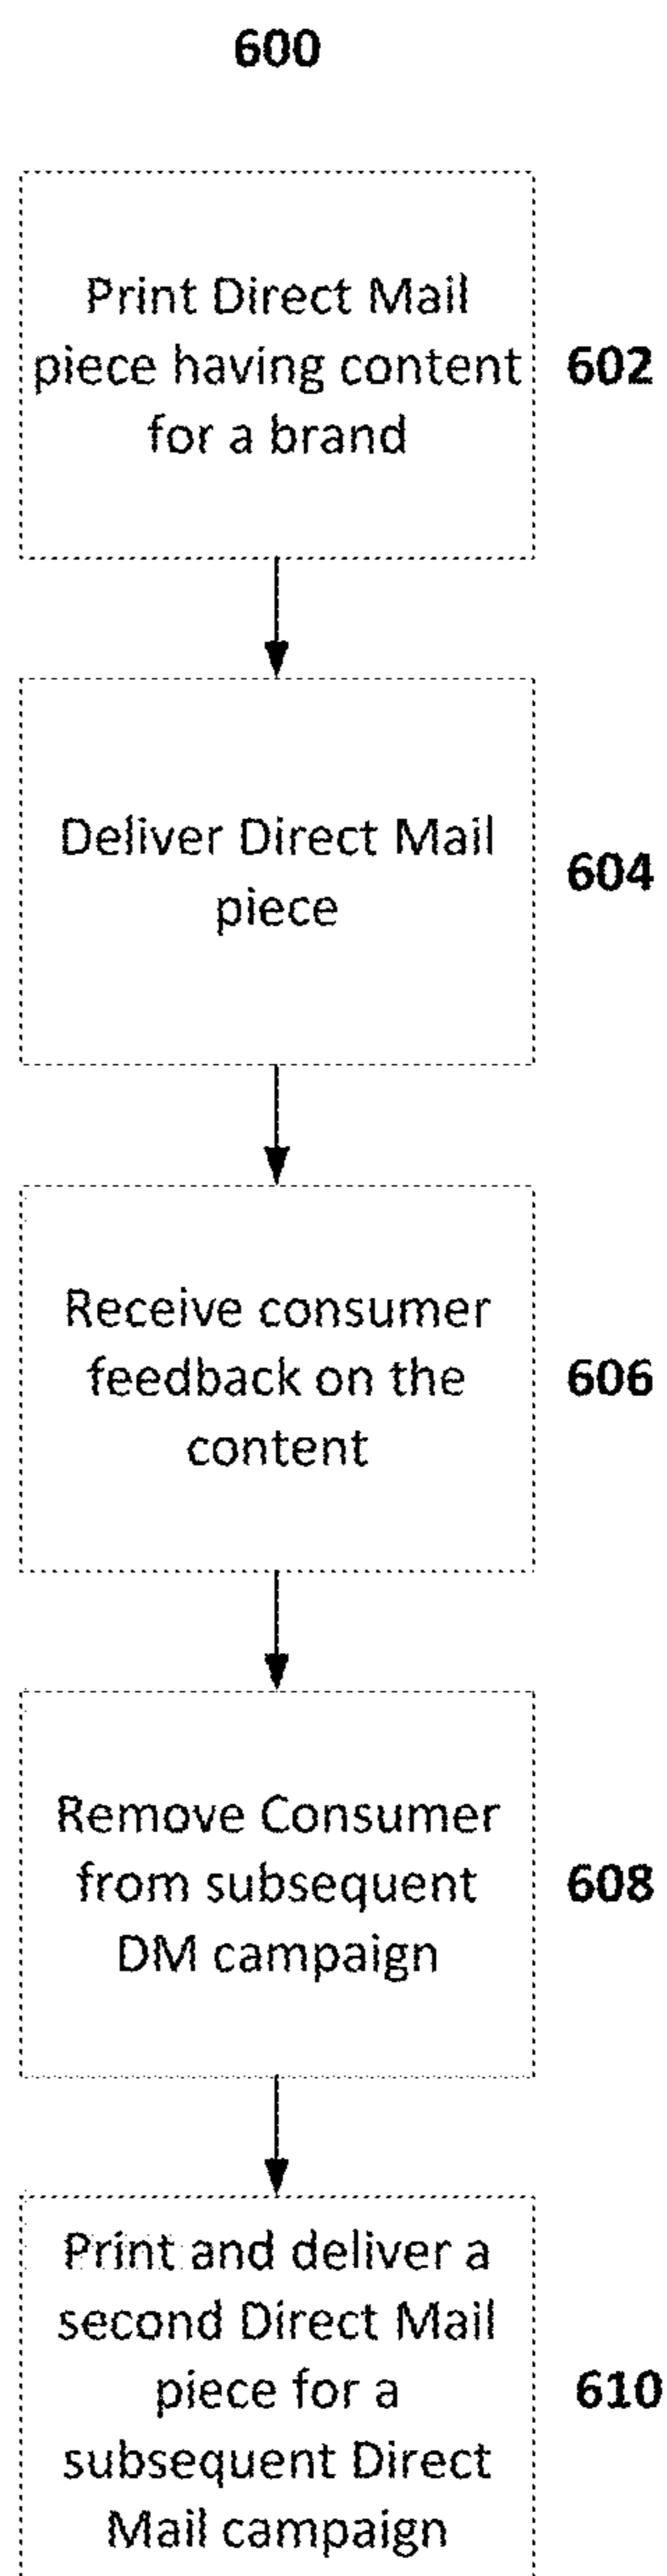 600
Print Direct Mail
piece having content
for a brand
602
Deliver Direct Mail
piece
604
Receive consumer
feedback on the
content
606
Remove Consumer
from subsequent
DM campaign
608
Print and deliver a
second Direct Mail
piece for a
subsequent Direct
Mail campaign
610